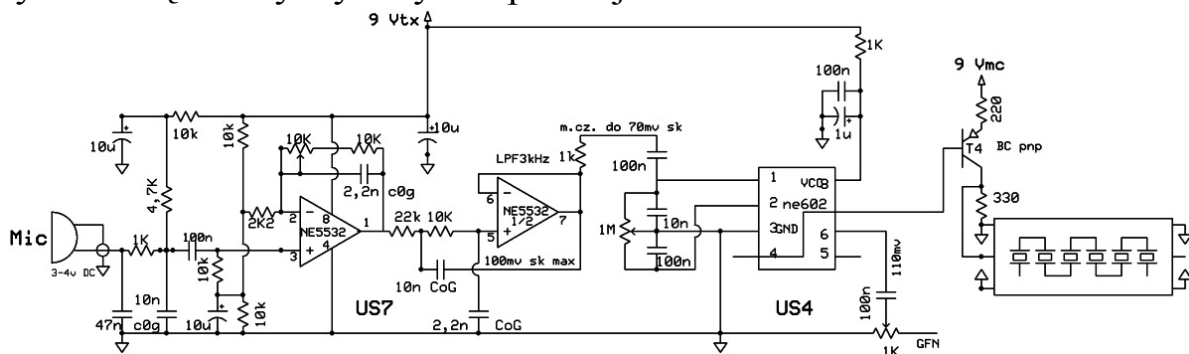 9 Vtx
1K
100n
1u
9 Vmc
220
T4
BC pnp
330
10u
10k
10k
10K
10K
10u
2,2n c0g
4,7K
2K2
2
3
8
4
1
NE5532
US7
LPF3kHz
22k
10K
6
5
7
NE5532
1/2
1k
100mv sk max
10n CoG
2,2n CoG
m.cz. do 70mv sk
100n
1M
10n
100n
1
2
3GND
4
VCC8
ne602
6
5
US4
110mv
100n
1K
GFN
Mic
3-4v DC
1K
100n
10k
10n
47n
c0g
10u
10k